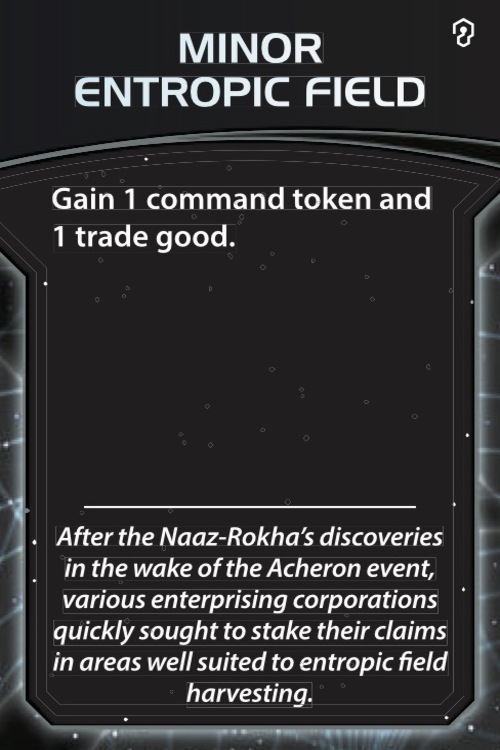 MINOR
ENTROPIC FIELD
Gain 1 command token and
1 trade good.
After the Naaz-Rokha's discoveries
in the wake of the Acheron event,
various enterprising corporations
quickly sought to stake their claims
in areas well suited to entropic field
harvesting.